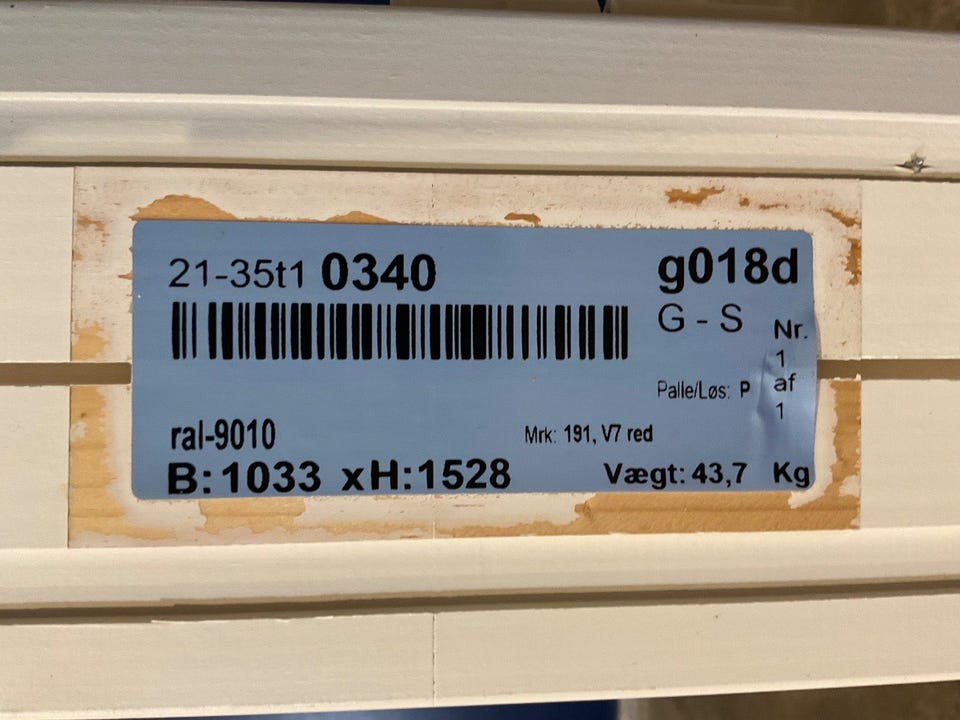 21-35t1 0340 g018d
G - S
Nr.
1
Palle/Løs: P af
1
ral-9010 Mrk: 191, V7 red
B:1033 xH:1528 Vægt: 43,7 Kg